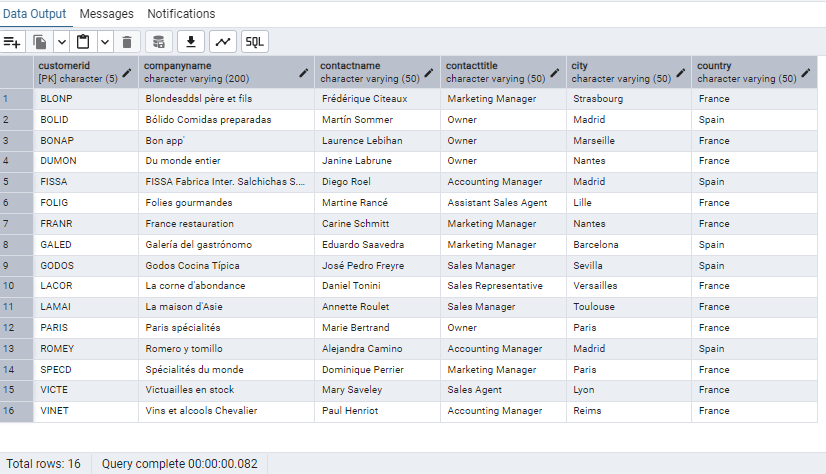 Data Output Messages Notifications
SQL
customerid companyname contactname contacttitle city country
[PK] character (5) character varying (200) character varying (50) character varying (50) character varying (50) character varying (50)
1 BLONP Blondesddsl père et fils Frédérique Citeaux Marketing Manager Strasbourg France
2 BOLID Bólido Comidas preparadas Martín Sommer Owner Madrid Spain
3 BONAP Bon app' Laurence Lebihan Owner Marseille France
4 DUMON Du monde entier Janine Labrune Owner Nantes France
5 FISSA FISSA Fabrica Inter. Salchichas S.... Diego Roel Accounting Manager Madrid Spain
6 FOLIG Folies gourmandes Martine Rancé Assistant Sales Agent Lille France
7 FRANR France restauration Carine Schmitt Marketing Manager Nantes France
8 GALED Galería del gastrónomo Eduardo Saavedra Marketing Manager Barcelona Spain
9 GODOS Godos Cocina Típica José Pedro Freyre Sales Manager Sevilla Spain
10 LACOR La corne d'abondance Daniel Tonini Sales Representative Versailles France
11 LAMAI La maison d'Asie Annette Roulet Sales Manager Toulouse France
12 PARIS Paris spécialités Marie Bertrand Owner Paris France
13 ROMEY Romero y tomillo Alejandra Camino Accounting Manager Madrid Spain
14 SPECD Spécialités du monde Dominique Perrier Marketing Manager Paris France
15 VICTE Victuailles en stock Mary Saveley Sales Agent Lyon France
16 VINET Vins et alcools Chevalier Paul Henriot Accounting Manager Reims France
Total rows: 16 Query complete 00:00:00.082